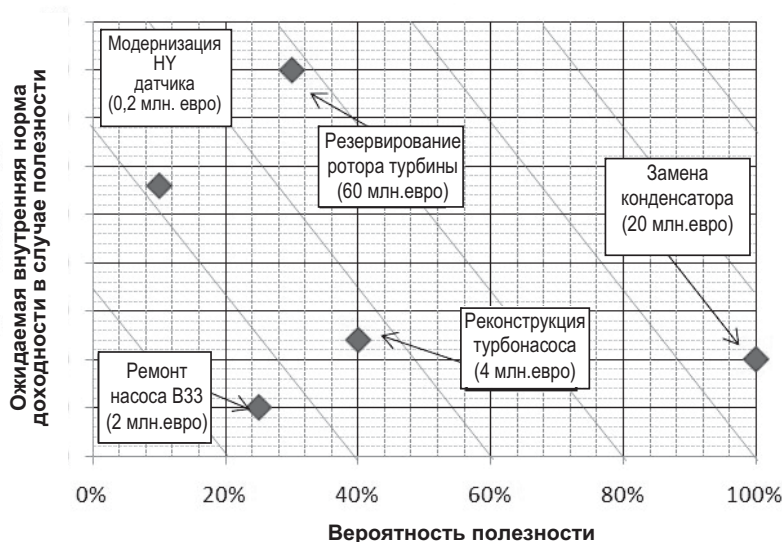 Модернизация
HY
датчика
(0,2 млн. евро)
Резервирование
ротора турбины
(60 млн.евро)
Замена
конденсатора
(20 млн.евро)
Реконструкция
турбонасоса
(4 млн.евро)
Ремонт
насоса В33
(2 млн.евро)
Ожидаемая внутренняя норма
доходности в случае полезности
0% 20% 40% 60% 80% 100%
Вероятность полезности